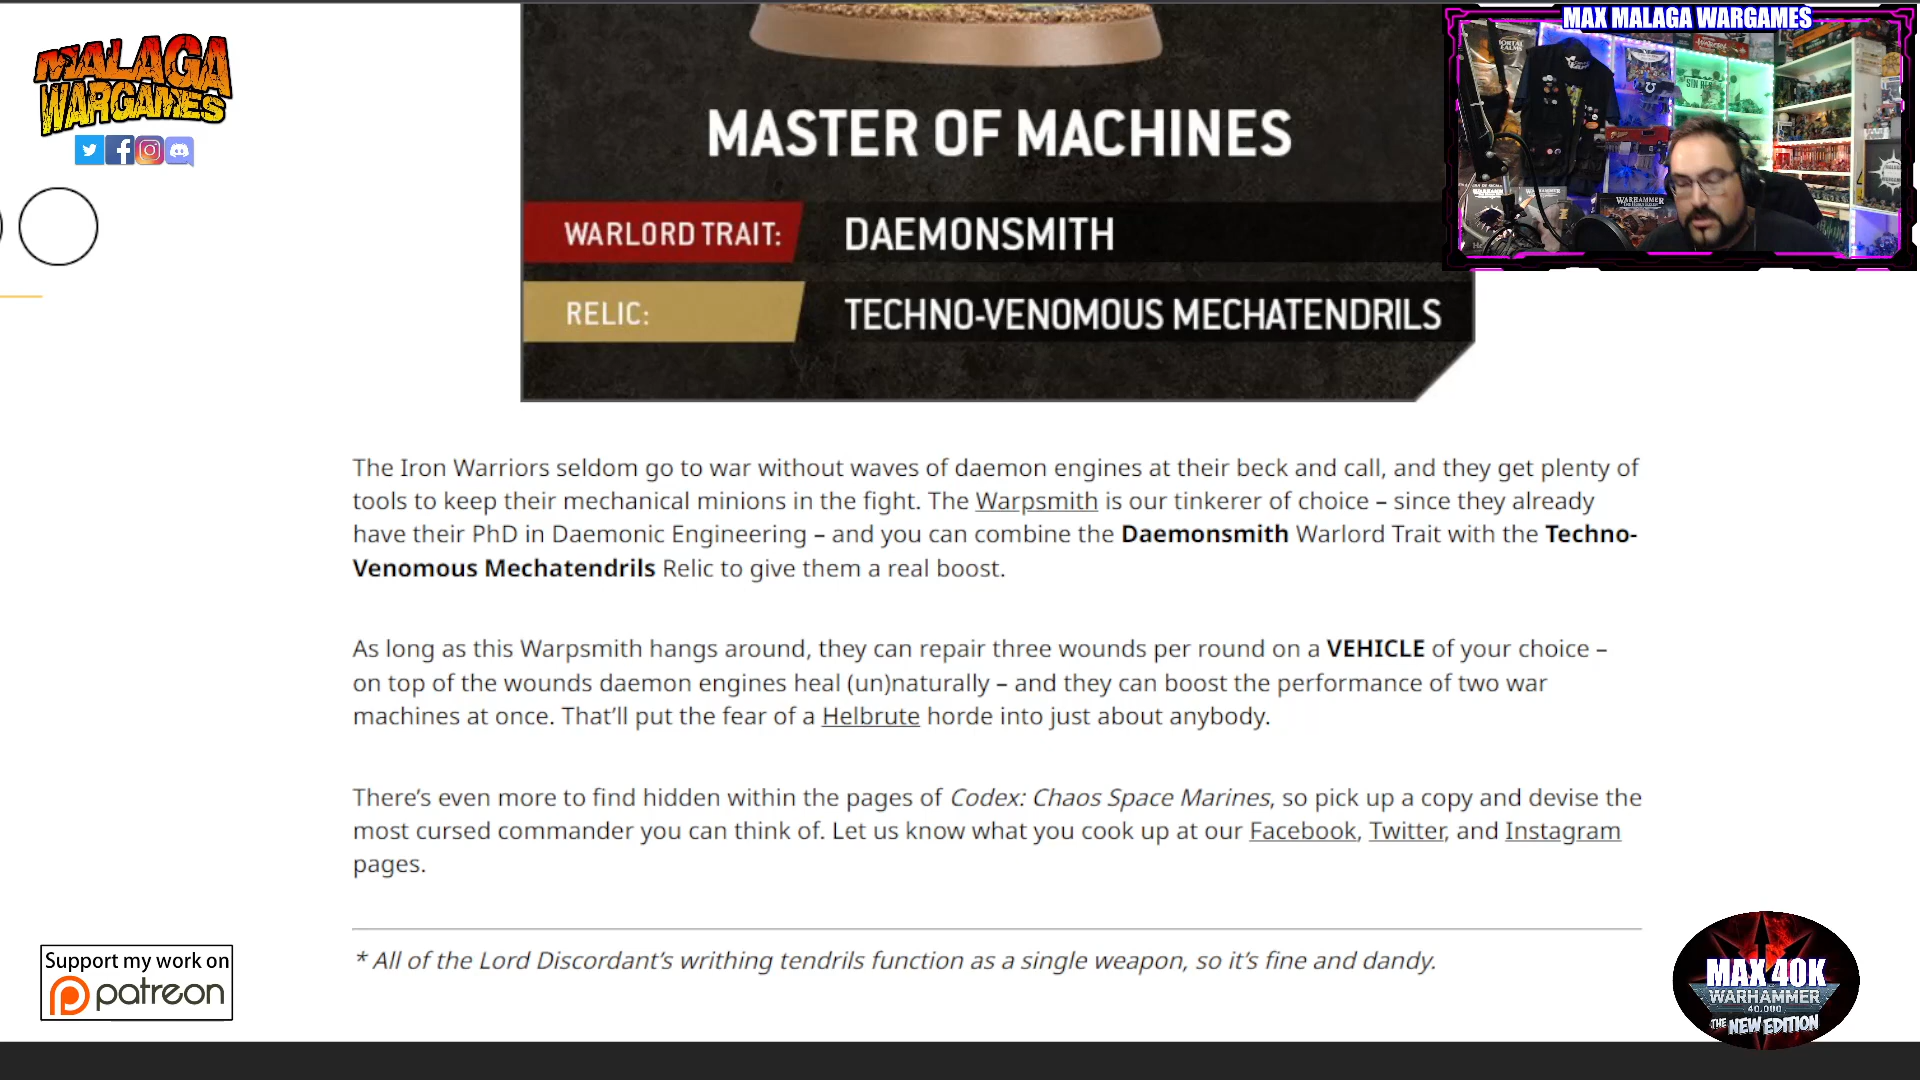 MAX MALAGA WARGAMES
MALAGA
WARGAMES
MASTER OF MACHINES
WARLORD TRAIT: DAEMONSMITH
RELIC: TECHNO-VENOMOUS MECHATENDRILS
The Iron Warriors seldom go to war without waves of daemon engines at their beck and call, and they get plenty of
tools to keep their mechanical minions in the fight. The Warpsmith is our tinkerer of choice – since they already
have their PhD in Daemonic Engineering – and you can combine the Daemonsmith Warlord Trait with the Techno-
Venomous Mechatendrils Relic to give them a real boost.
As long as this Warpsmith hangs around, they can repair three wounds per round on a VEHICLE of your choice –
on top of the wounds daemon engines heal (un)naturally – and they can boost the performance of two war
machines at once. That’ll put the fear of a Helbrute horde into just about anybody.
There’s even more to find hidden within the pages of Codex: Chaos Space Marines, so pick up a copy and devise the
most cursed commander you can think of. Let us know what you cook up at our Facebook, Twitter, and Instagram
pages.
* All of the Lord Discordant’s writhing tendrils function as a single weapon, so it’s fine and dandy.
Support my work on
patreon
MAX 40K
WARHAMMER
40,000
THE NEW EDITION
WARHAMMER